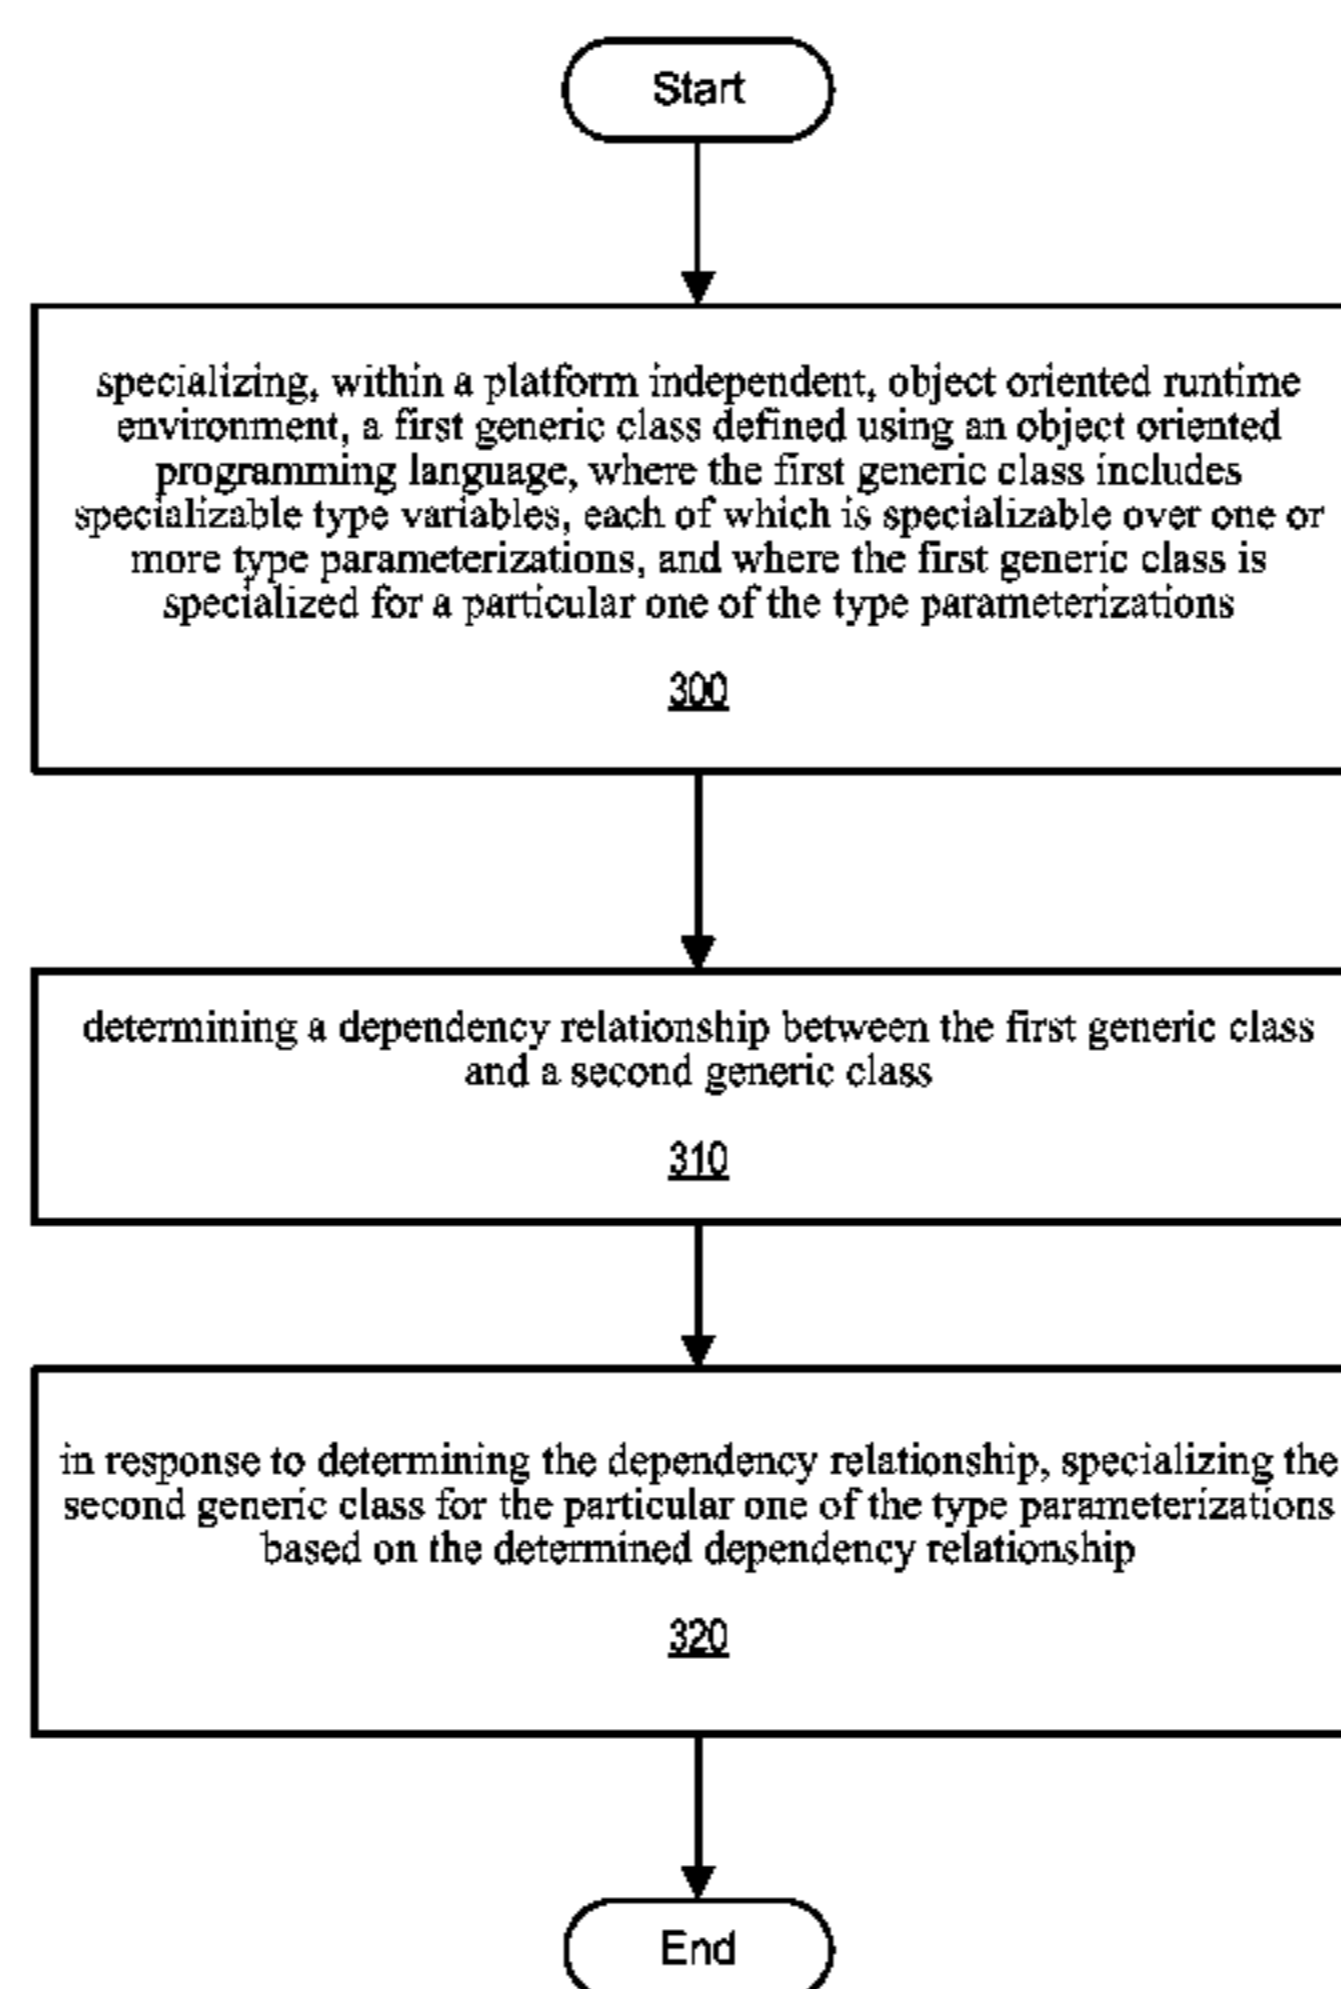 Start
specializing, within a platform independent, object oriented runtime
environment, a first generic class defined using an object oriented
programming language, where the first generic class includes
specializable type variables, each of which is specializable over one or
more type parameterizations, and where the first generic class is
specialized for a particular one of the type parameterizations
300
determining a dependency relationship between the first generic class
and a second generic class
310
in response to determining the dependency relationship, specializing the
second generic class for the particular one of the type parameterizations
based on the determined dependency relationship
320
End